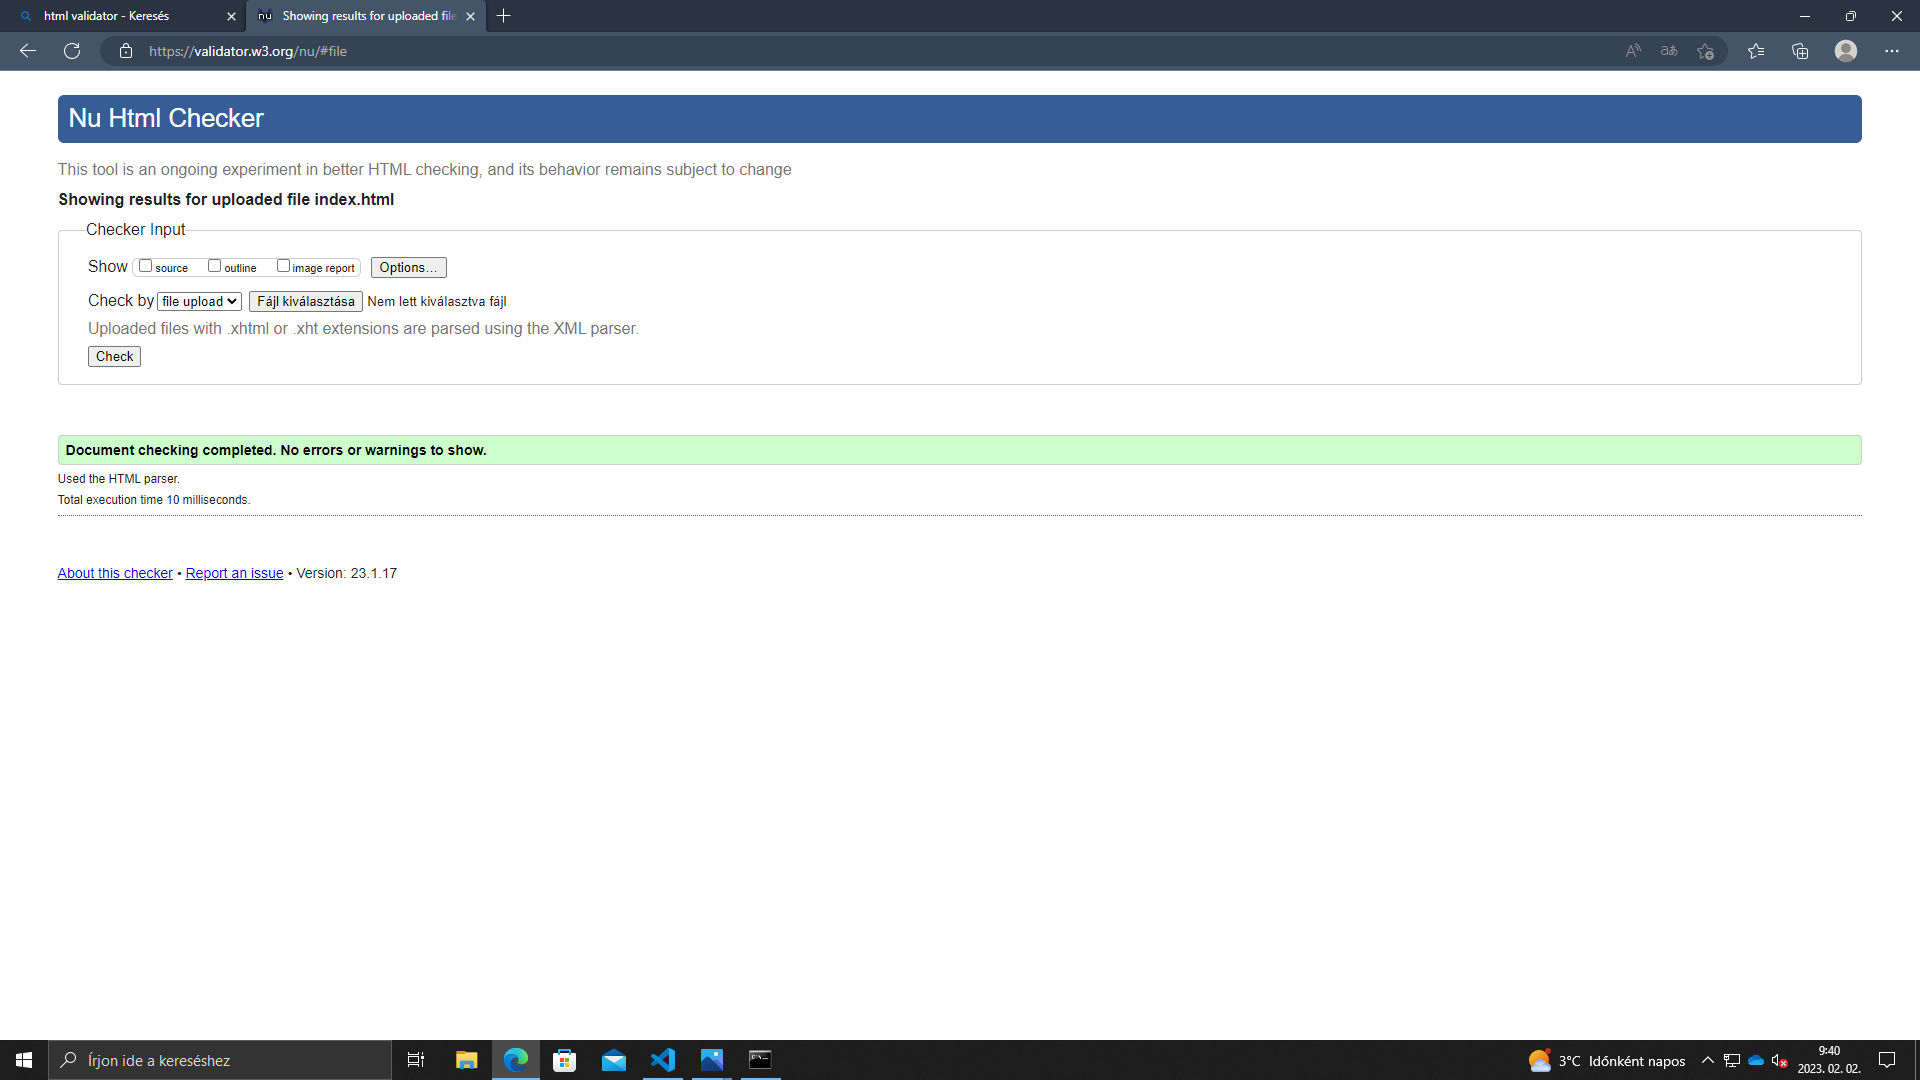 html validator - Keresés
nu
Showing results for uploaded file
https://validator.w3.org/nu/#file
Nu Html Checker
This tool is an ongoing experiment in better HTML checking, and its behavior remains subject to change
Showing results for uploaded file index.html
Checker Input
Show source outline image report Options...
Check by file upload Fájl kiválasztása Nem lett kiválasztva fájl
Uploaded files with .xhtml or .xht extensions are parsed using the XML parser.
Check
Document checking completed. No errors or warnings to show.
Used the HTML parser.
Total execution time 10 milliseconds.
About this checker • Report an issue • Version: 23.1.17
Írjon ide a kereséshez
3°C Időnként napos
9:40
2023. 02. 02.